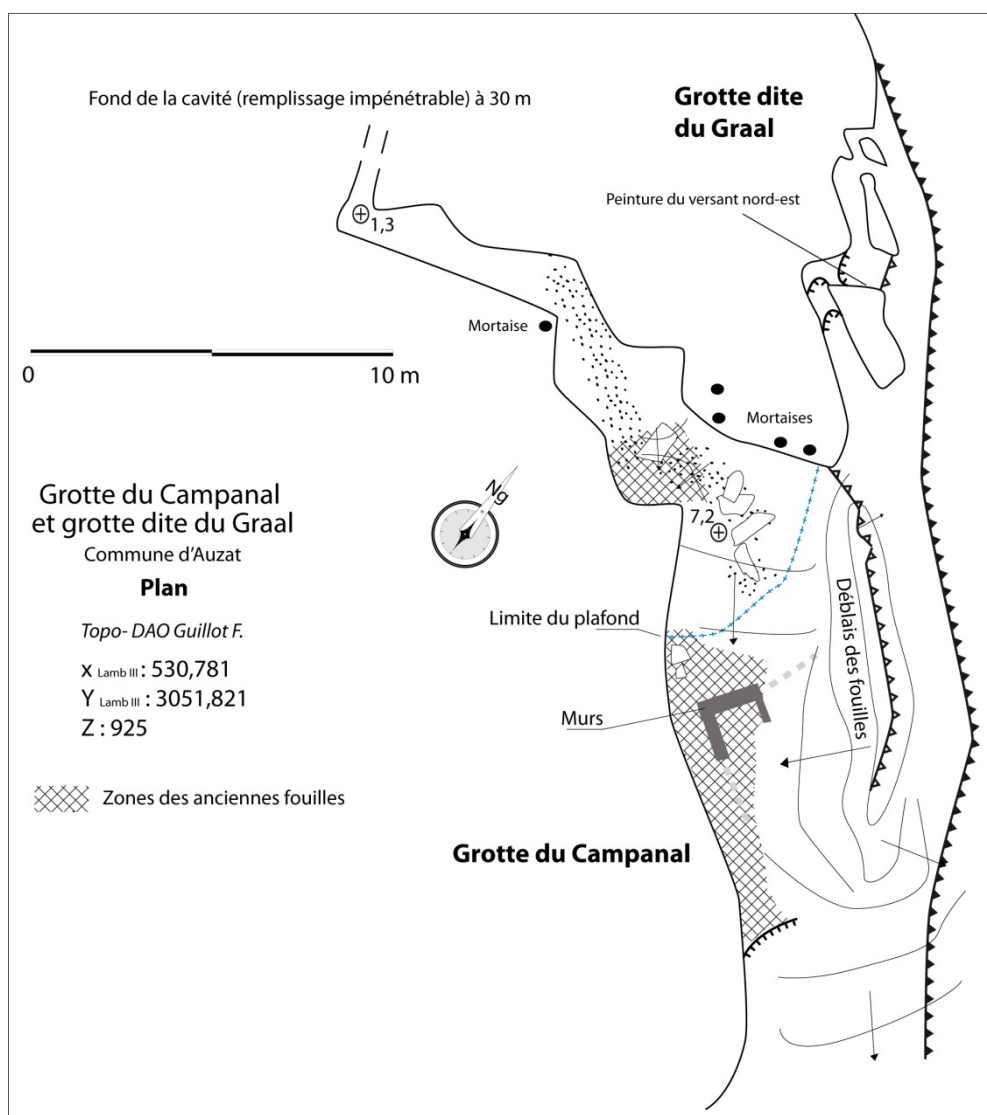 Fond de la cavité (remplissage impénétrable) à 30 m
Grotte dite
du Graal
Peinture du versant nord-est
1,3
Mortaise
0
10 m
Mortaises
Grotte du Campanal
et grotte dite du Graal
Commune d'Auzat
Plan
Topo- DAO Guillot F.
x Lamb III : 530,781
Y Lamb III : 3051,821
Z : 925
Ng
7,2
Limite du plafond
Déblais des fouilles
Murs
Zones des anciennes fouilles
Grotte du Campanal